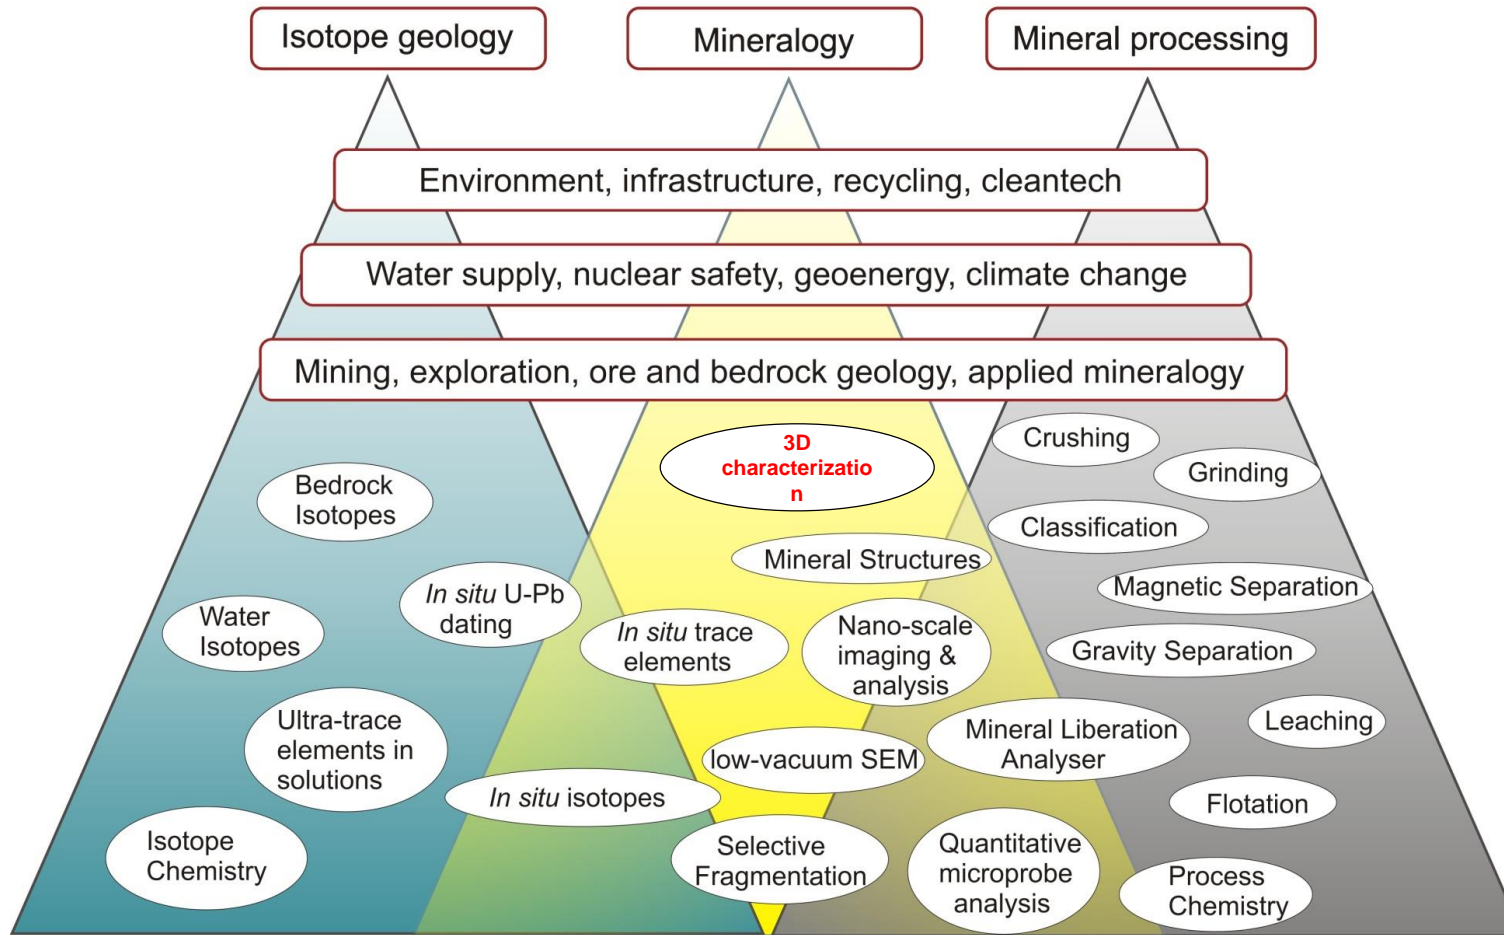 Isotope geology
Mineralogy
Mineral processing
Environment, infrastructure, recycling, cleantech
Water supply, nuclear safety, geoenergy, climate change
Mining, exploration, ore and bedrock geology, applied mineralogy
3D
characterizatio
n
Crushing
Grinding
Bedrock
Isotopes
Classification
Mineral Structures
Magnetic Separation
In situ U-Pb
dating
Water
Isotopes
In situ trace
elements
Nano-scale
imaging &
analysis
Gravity Separation
Ultra-trace
elements in
solutions
Leaching
Mineral Liberation
Analyser
low-vacuum SEM
In situ isotopes
Flotation
Isotope
Chemistry
Selective
Fragmentation
Quantitative
microprobe
analysis
Process
Chemistry